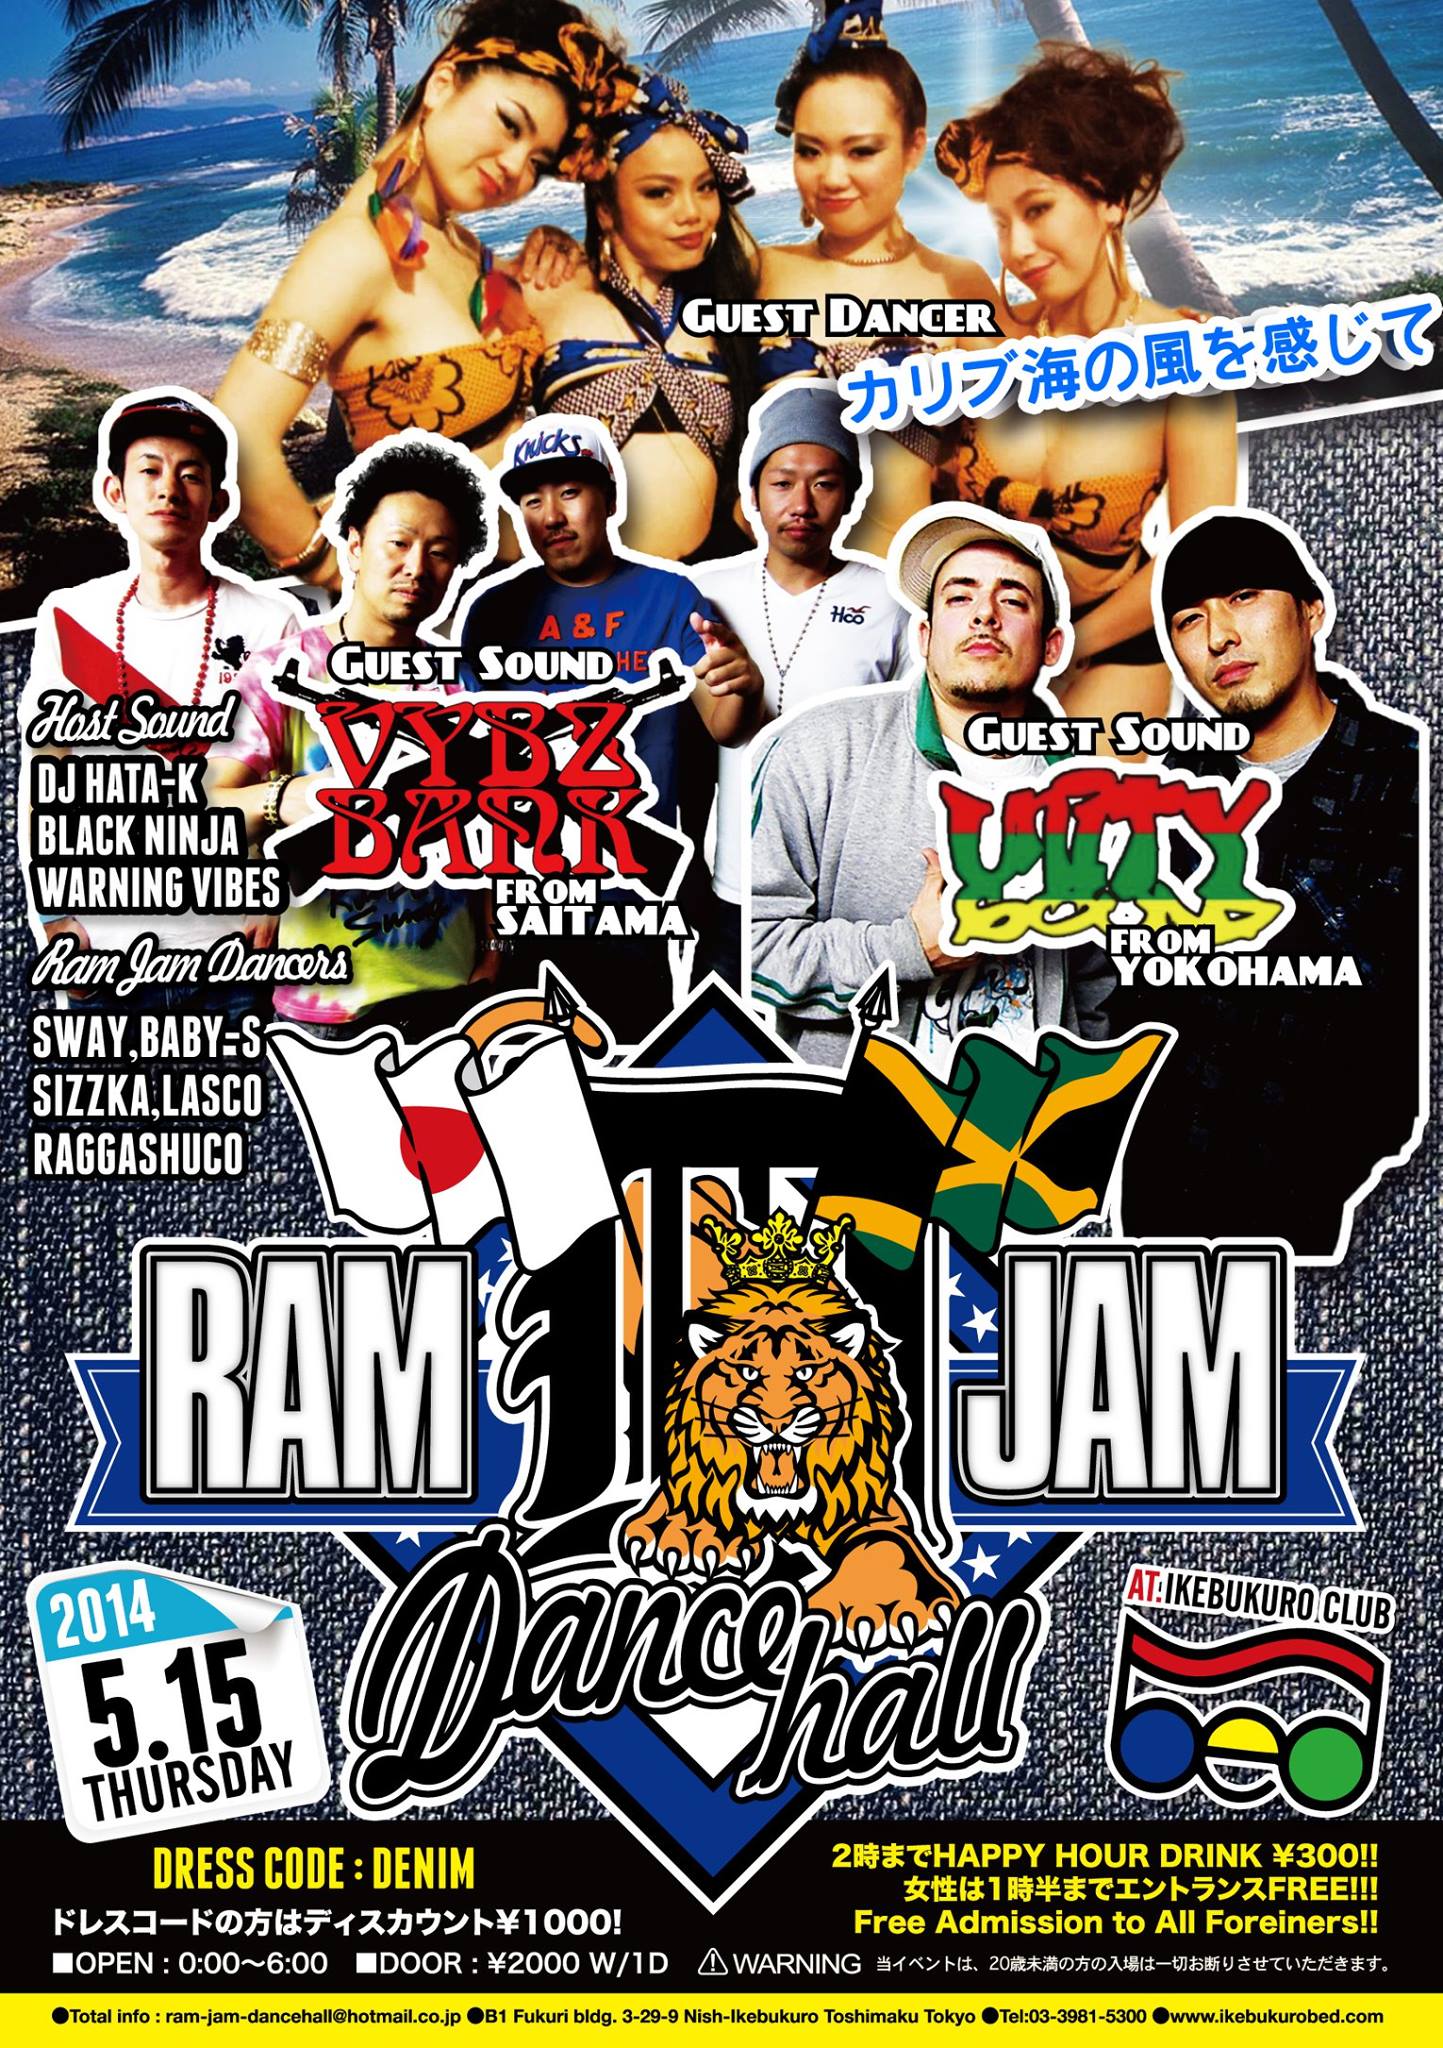 GUEST DANCER
カリブ海の風を感じて
Knicks
A & F
HE
Hco
GUEST SOUND
VYBZ
BANK
FROM
SAITAMA
GUEST SOUND
UNITY
SOUND
FROM
YOKOHAMA
Host Sound
DJ HATA-K
BLACK NINJA
WARNING VIBES
Ram Jam Dancers
SWAY,BABY-S
SIZZKA,LASCO
RAGGASHUCO
RAM JAM
Dancehall
2014
5.15
THURSDAY
AT:IKEBUKURO CLUB
bed
DRESS CODE : DENIM
ドレスコードの方はディスカウント¥1000!
■OPEN : 0:00〜6:00 ■DOOR : ¥2000 W/1D
2時までHAPPY HOUR DRINK ¥300!!
女性は1時半までエントランスFREE!!!
Free Admission to All Foreiners!!
⚠WARNING 当イベントは、20歳未満の方の入場は一切お断りさせていただきます。
●Total info : ram-jam-dancehall@hotmail.co.jp ●B1 Fukuri bldg. 3-29-9 Nish-Ikebukuro Toshimaku Tokyo ●Tel:03-3981-5300 ●www.ikebukurobed.com